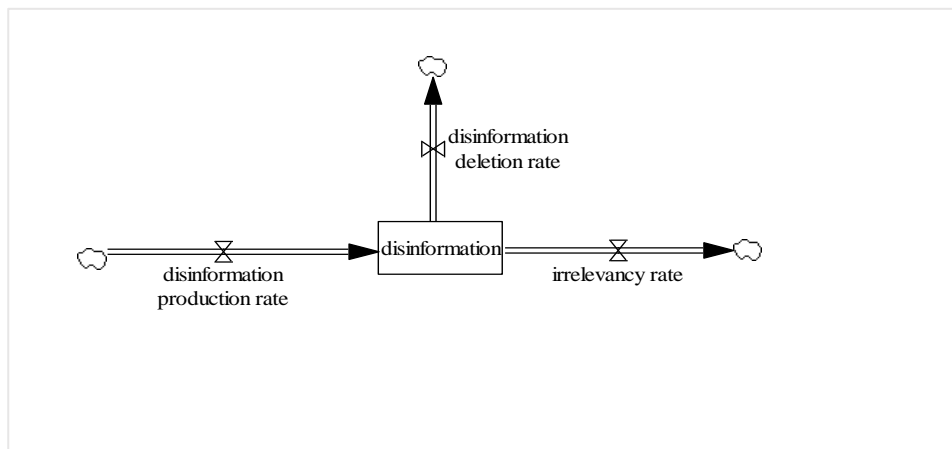 disinformation
deletion rate
disinformation
disinformation
production rate
irrelevancy rate